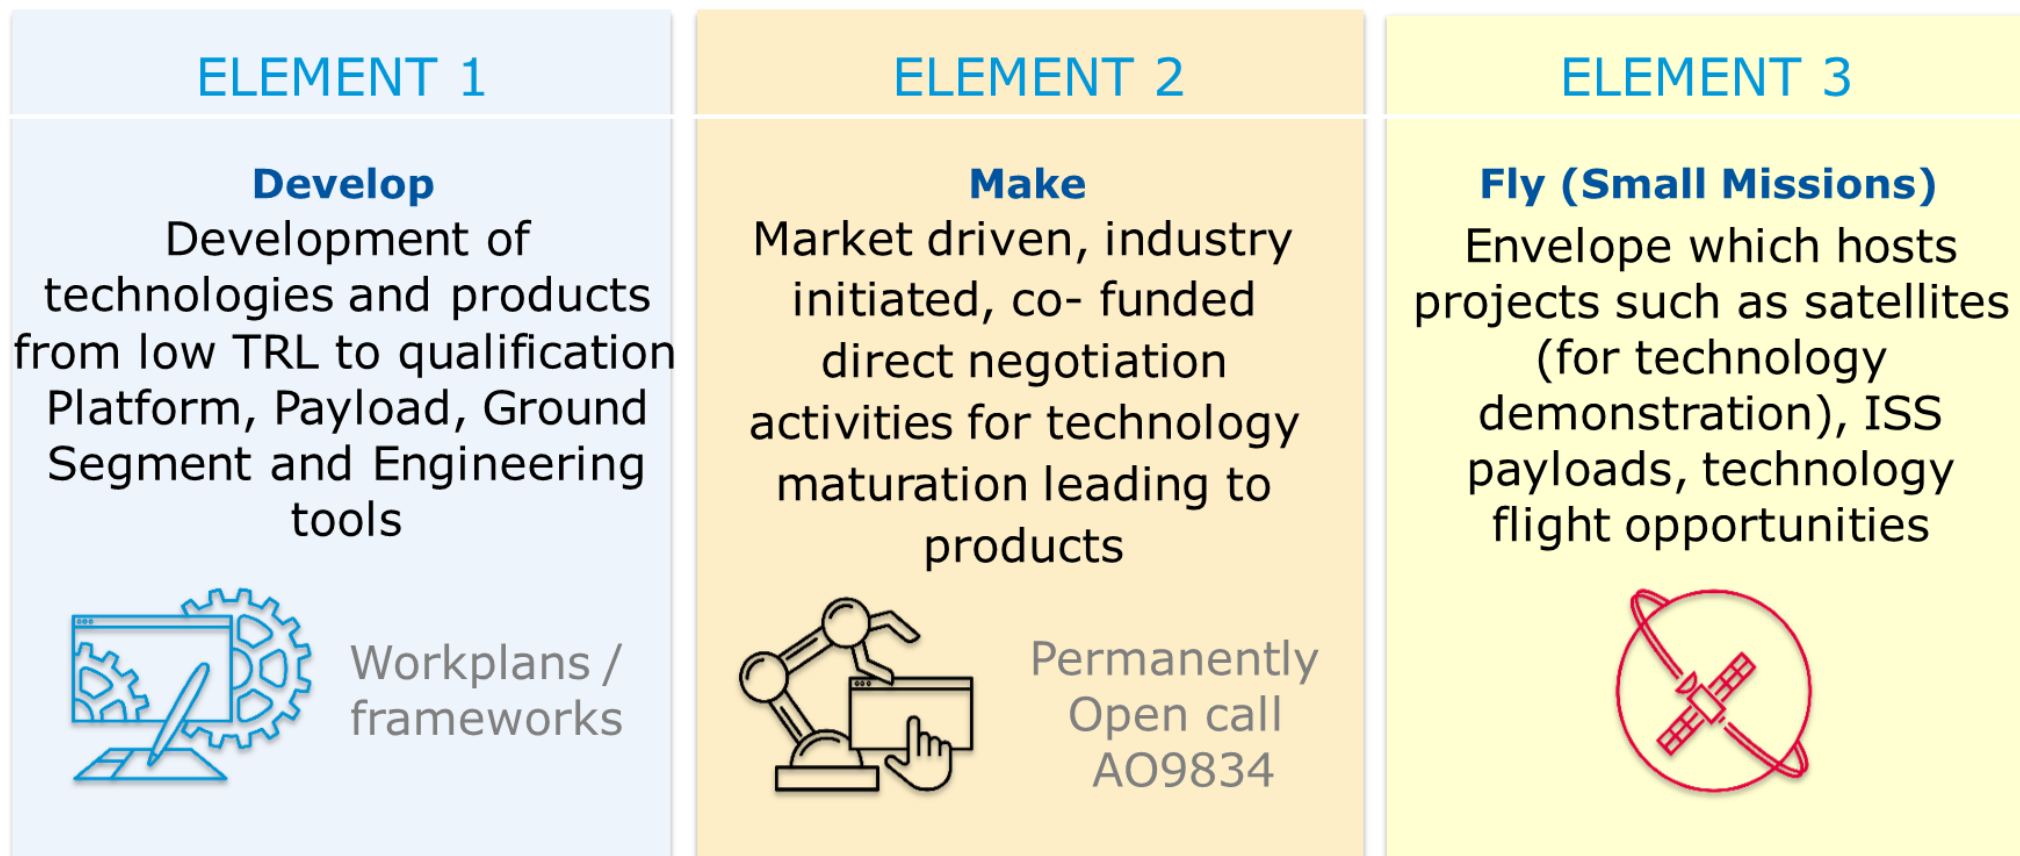 ELEMENT 1
Develop
Development of
technologies and products
from low TRL to qualification
Platform, Payload, Ground
Segment and Engineering
tools
Workplans /
frameworks
ELEMENT 2
Make
Market driven, industry
initiated, co- funded
direct negotiation
activities for technology
maturation leading to
products
Permanently
Open call
AO9834
ELEMENT 3
Fly (Small Missions)
Envelope which hosts
projects such as satellites
(for technology
demonstration), ISS
payloads, technology
flight opportunities